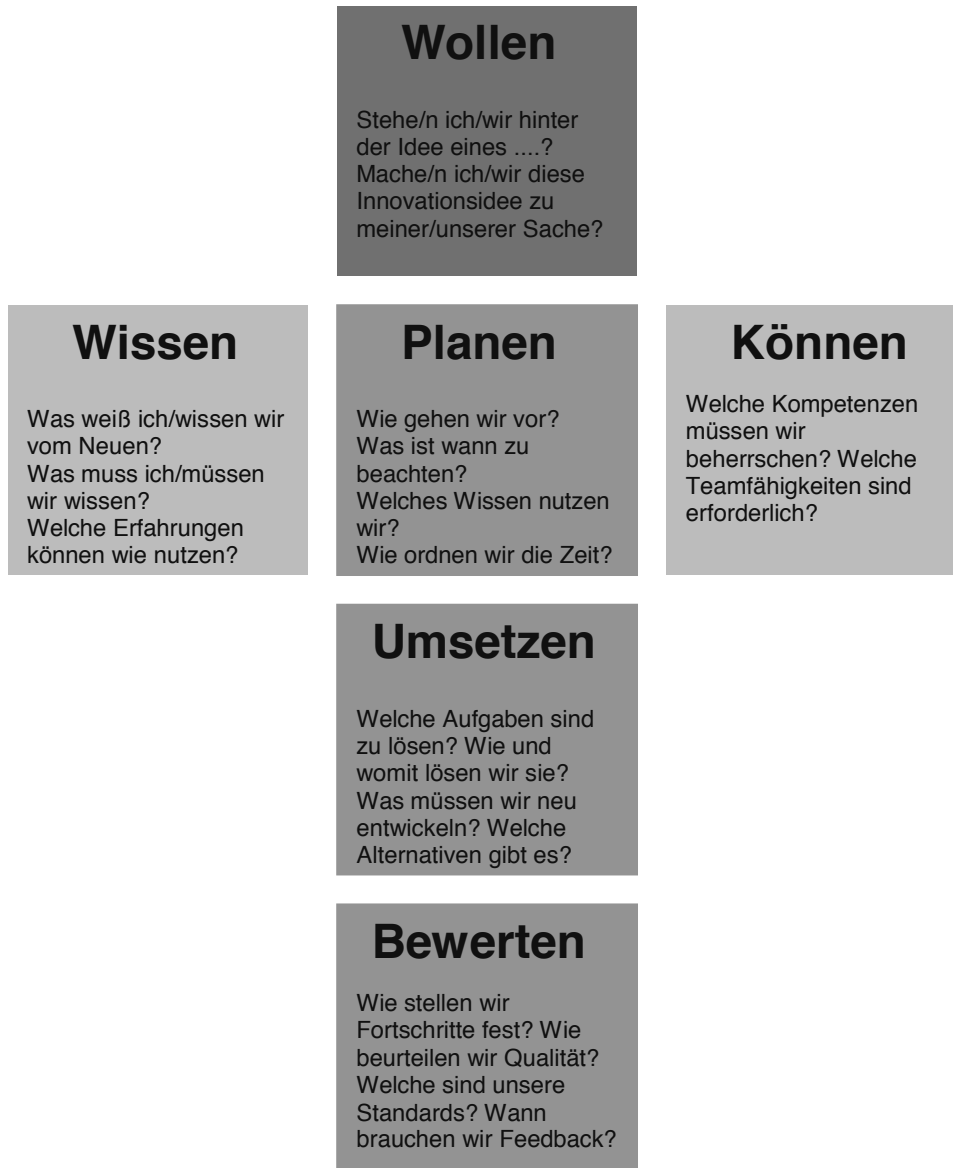 Wollen
Stehe/n ich/wir hinter
der Idee eines ....?
Mache/n ich/wir diese
Innovationsidee zu
meiner/unserer Sache?
Wissen
Was weiß ich/wissen wir
vom Neuen?
Was muss ich/müssen
wir wissen?
Welche Erfahrungen
können wie nutzen?
Planen
Wie gehen wir vor?
Was ist wann zu
beachten?
Welches Wissen nutzen
wir?
Wie ordnen wir die Zeit?
Können
Welche Kompetenzen
müssen wir
beherrschen? Welche
Teamfähigkeiten sind
erforderlich?
Umsetzen
Welche Aufgaben sind
zu lösen? Wie und
womit lösen wir sie?
Was müssen wir neu
entwickeln? Welche
Alternativen gibt es?
Bewerten
Wie stellen wir
Fortschritte fest? Wie
beurteilen wir Qualität?
Welche sind unsere
Standards? Wann
brauchen wir Feedback?